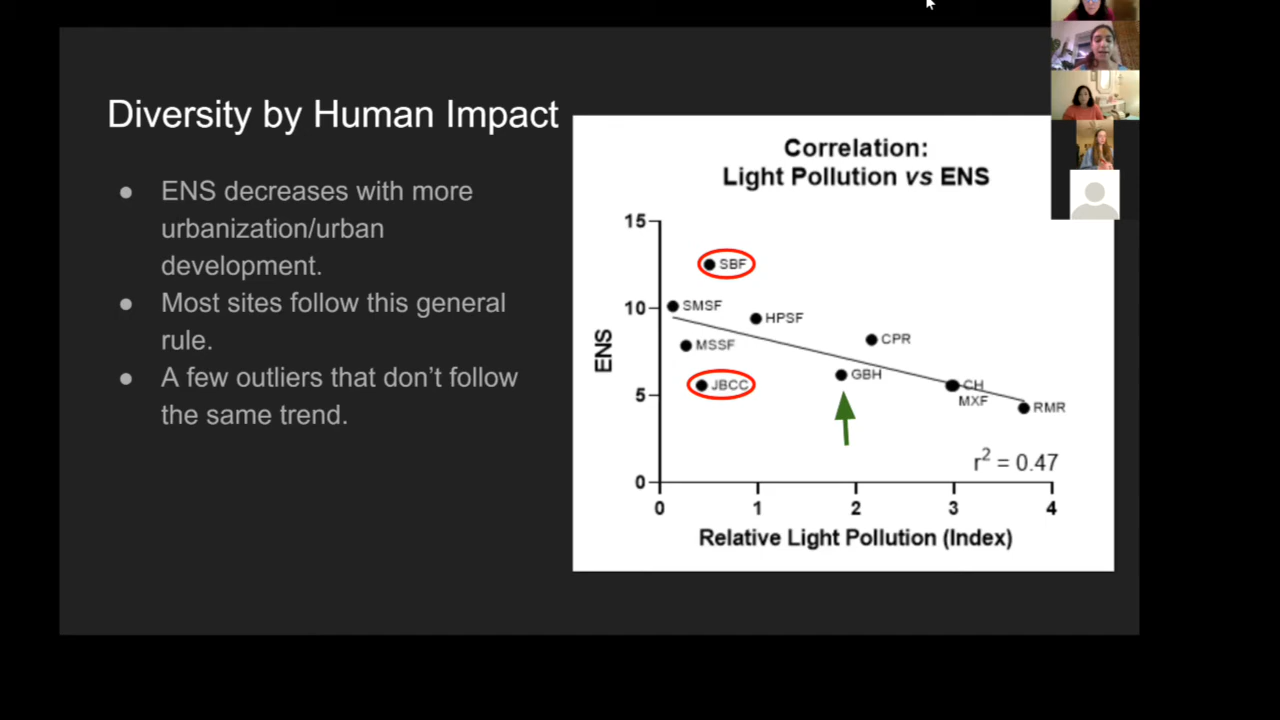 Diversity by Human Impact
● ENS decreases with more
urbanization/urban
development.
● Most sites follow this general
rule.
● A few outliers that don’t follow
the same trend.
Correlation:
Light Pollution vs ENS
15
10
5
0
ENS
SBF
SMSF
HPSF
MSSF
CPR
JBCC
GBH
CH
MXF
RMR
r² = 0.47
0 1 2 3 4
Relative Light Pollution (Index)